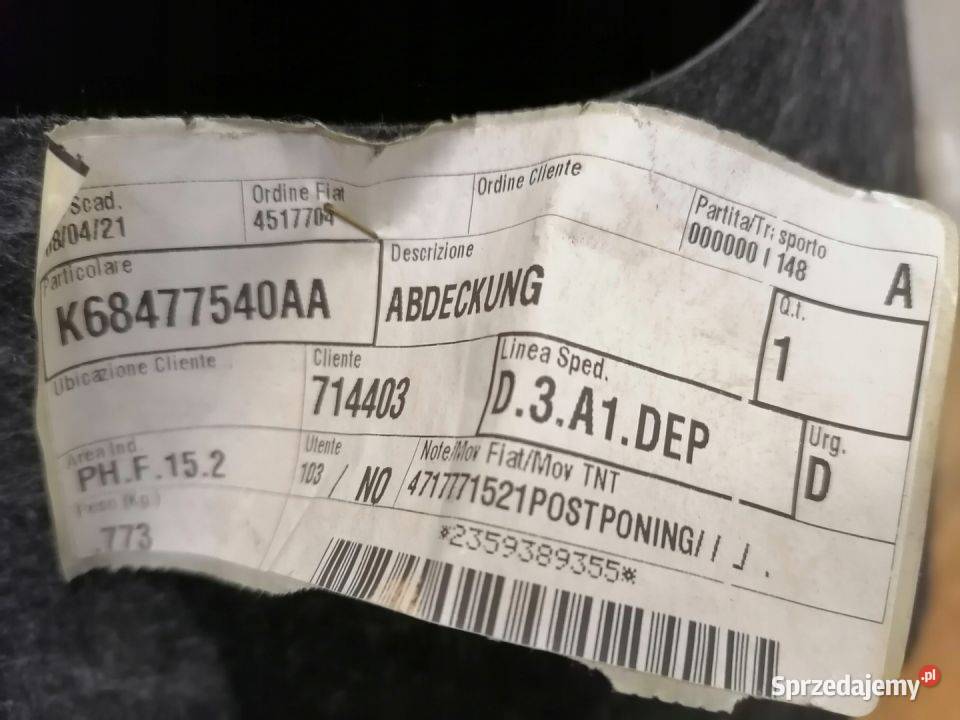 Scad.
08/04/21
Ordine Fiat
4517704
Ordine Cliente
Partita/Tr; sporto
000000 / 148
A
Particolare
K68477540AA
Descrizione
ABDECKUNG
Q.t.
1
Ubicazione Cliente
Cliente
714403
Linea Sped.
D.3.A1.DEP
Urg.
D
Area Ind.
PH.F.15.2
Utente
103 / NO
Note/Mov Fiat/Mov TNT
4717771521POSTPONING/
Peso (Kg.)
.773
*2359389355*
Sprzedajemy.pl